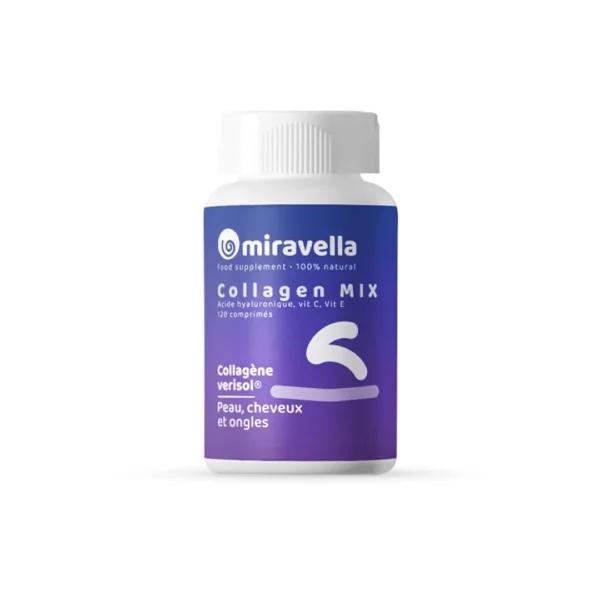 miravella
Food supplement - 100% natural
Collagen MIX
Acide hyaluronique, vit C, Vit E
120 comprimés
Collagène
verisol®
Peau, cheveux
et ongles